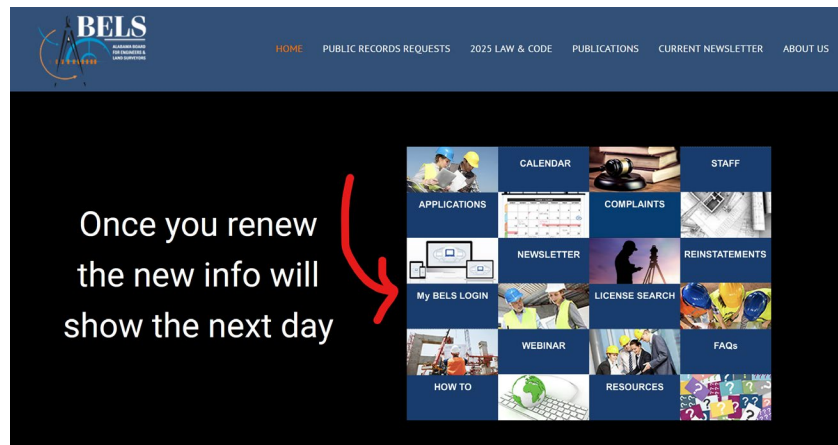 BELS
ALABAMA BOARD
FOR ENGINEERS &
LAND SURVEYORS
HOME PUBLIC RECORDS REQUESTS 2025 LAW & CODE PUBLICATIONS CURRENT NEWSLETTER ABOUT US
Once you renew
the new info will
show the next day
CALENDAR STAFF
APPLICATIONS COMPLAINTS
NEWSLETTER REINSTATEMENTS
My BELS LOGIN LICENSE SEARCH
WEBINAR FAQs
HOW TO RESOURCES